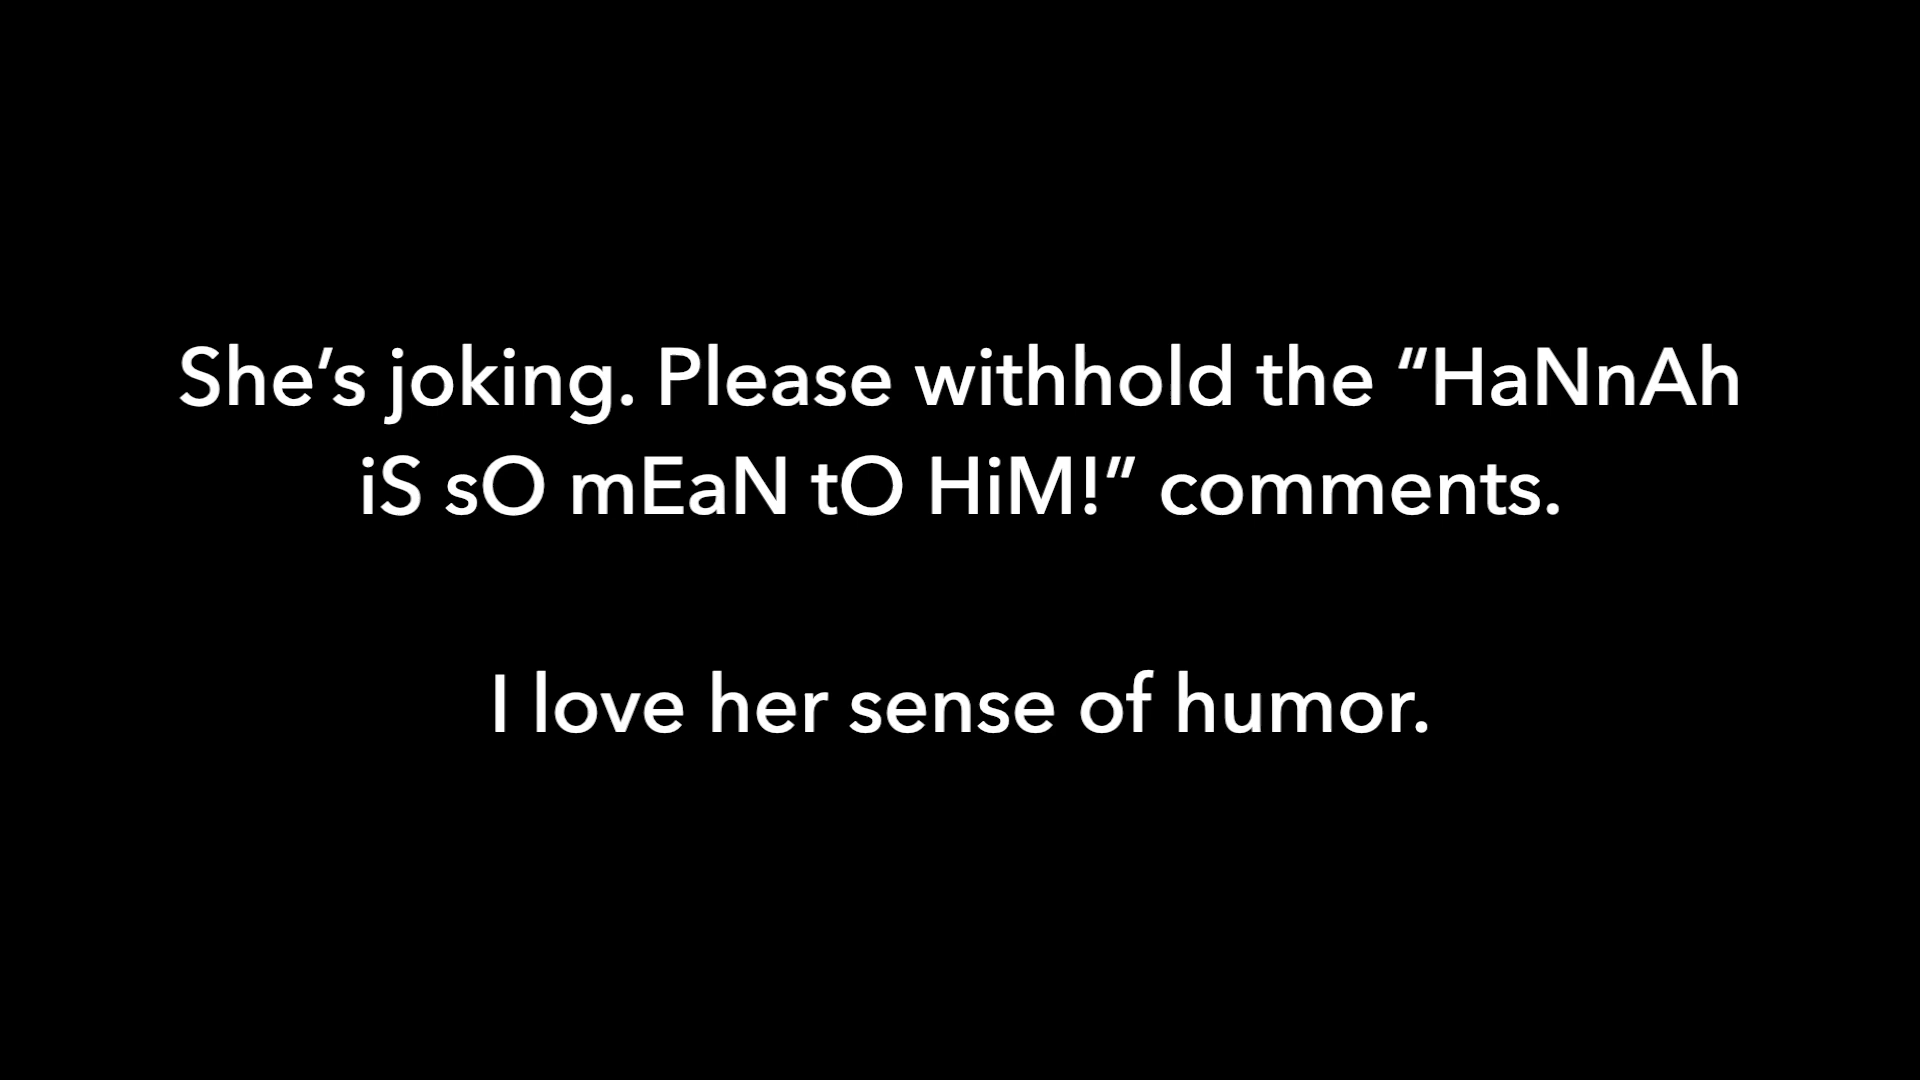 She’s joking. Please withhold the “HaNnAh
iS sO mEaN tO HiM!” comments.
I love her sense of humor.